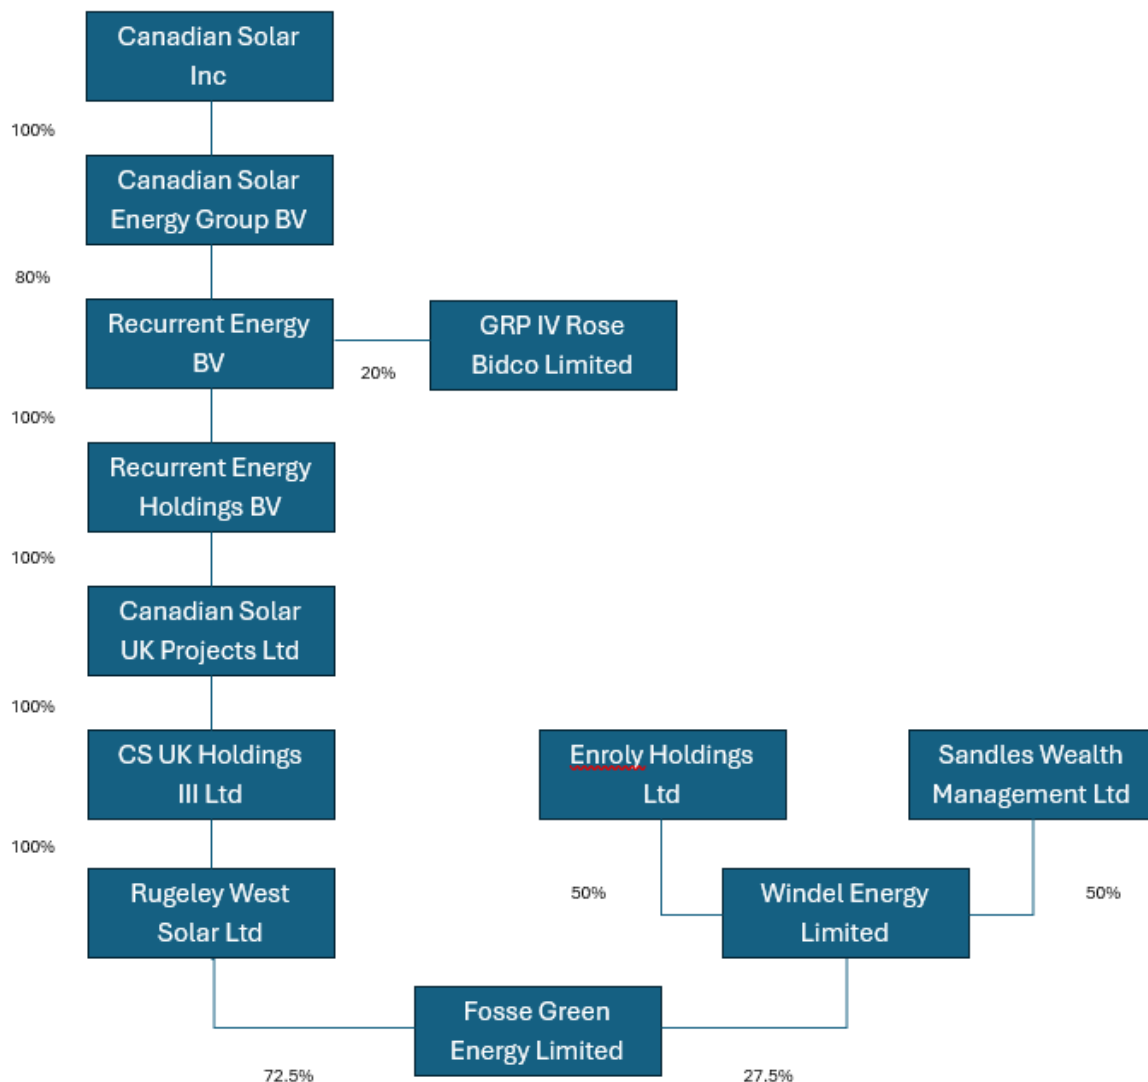 Canadian Solar
Inc
100%
Canadian Solar
Energy Group BV
80%
Recurrent Energy
BV
20%
GRP IV Rose
Bidco Limited
100%
Recurrent Energy
Holdings BV
100%
Canadian Solar
UK Projects Ltd
100%
CS UK Holdings
III Ltd
Enroly Holdings
Ltd
Sandles Wealth
Management Ltd
100%
50%
50%
Rugeley West
Solar Ltd
Windel Energy
Limited
Fosse Green
Energy Limited
72.5%
27.5%